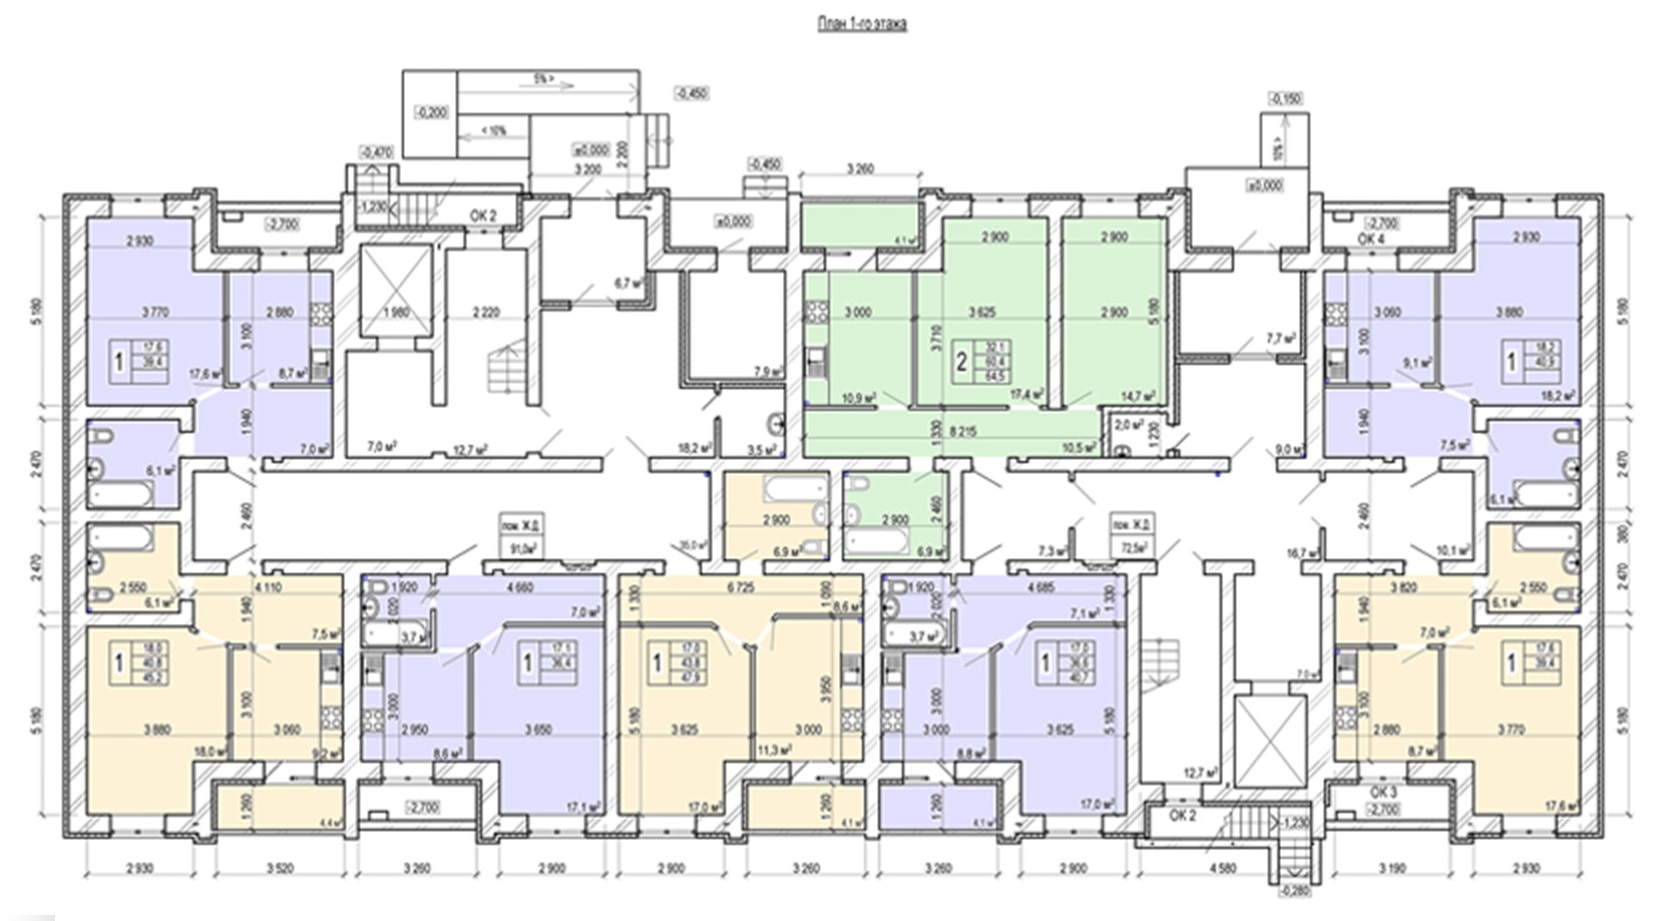 План 1-го этажа
5% >
-0,450
-0,200
< 10%
±0,000
2 200
3 200
-0,470
-0,450
3 260
-0,150
10% >
±0,000
-1,230
ОК 2
-2,700
±0,000
4,1 м²
-2,700
ОК 4
2 930
2 900
2 900
2 930
6,7 м²
5 180
3 770
2 880
1 980
2 220
3 000
3 625
2 900
5 180
3 060
3 880
5 180
3 100
3 710
3 100
7,7 м²
1
17,6
39,4
2
32,1
60,4
64,5
1
18,2
40,9
17,6 м²
8,7 м²
7,9 м²
10,9 м²
17,4 м²
14,7 м²
9,1 м²
18,2 м²
1 940
7,0 м²
7,0 м²
12,7 м²
18,2 м²
3,5 м²
1 330
8 215
10,5 м²
2,0 м²
1 230
9,0 м²
1 940
7,5 м²
2 470
6,1 м²
2 470
6,1 м²
2 460
пом. Ж.Д.
91,0м²
35,0 м²
2 900
6,9 м²
2 900
2 460
6,9 м²
7,3 м²
пом. Ж.Д.
72,5м²
16,7 м²
2 460
10,1 м²
380
2 470
2 550
6,1 м²
4 110
1 940
7,5 м²
1 920
2 020
3,7 м²
4 660
7,0 м²
1 330
6 725
1 090
8,6 м²
1 920
2 020
3,7 м²
4 685
1 330
7,1 м²
3 820
1 940
7,0 м²
2 550
6,1 м²
2 470
1
18,0
40,8
45,2
1
17,1
36,4
1
17,0
43,8
47,9
1
17,0
36,6
40,7
7,0 м²
1
17,6
39,4
5 180
3 880
3 100
3 060
3 000
2 950
3 650
5 180
3 625
3 950
3 000
3 000
3 000
3 625
5 180
3 100
2 880
3 770
5 180
18,0 м²
9,2 м²
8,6 м²
11,3 м²
8,8 м²
12,7 м²
8,7 м²
1 260
4,4 м²
-2,700
17,1 м²
17,0 м²
1 260
4,1 м²
1 260
4,1 м²
17,0 м²
ОК 2
-1,230
ОК 3
-2,700
17,6 м²
2 930
3 520
3 260
2 900
2 900
3 260
3 260
2 900
4 580
3 190
2 930
-0,280